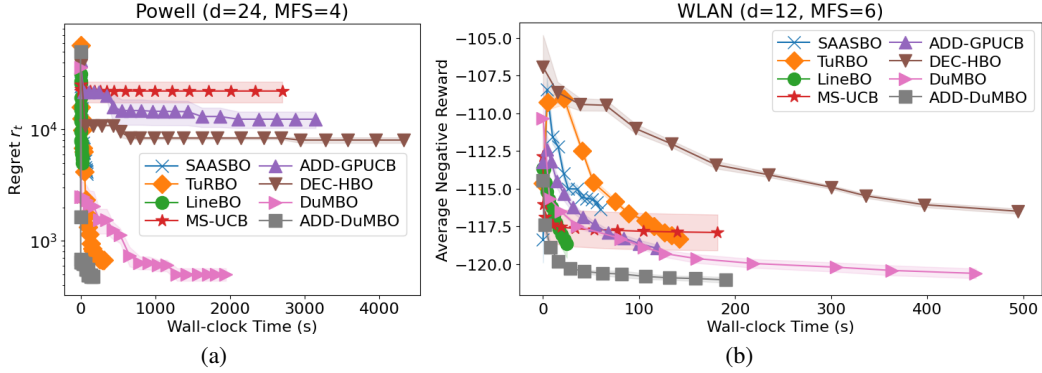 Powell (d=24, MFS=4)
Regret r_t
10^4
10^3
SAASBO
TuRBO
LineBO
MS-UCB
ADD-GPUCB
DEC-HBO
DuMBO
ADD-DuMBO
0 1000 2000 3000 4000
Wall-clock Time (s)
(a)
WLAN (d=12, MFS=6)
Average Negative Reward
−105.0
−107.5
−110.0
−112.5
−115.0
−117.5
−120.0
SAASBO
TuRBO
LineBO
MS-UCB
ADD-GPUCB
DEC-HBO
DuMBO
ADD-DuMBO
0 100 200 300 400 500
Wall-clock Time (s)
(b)